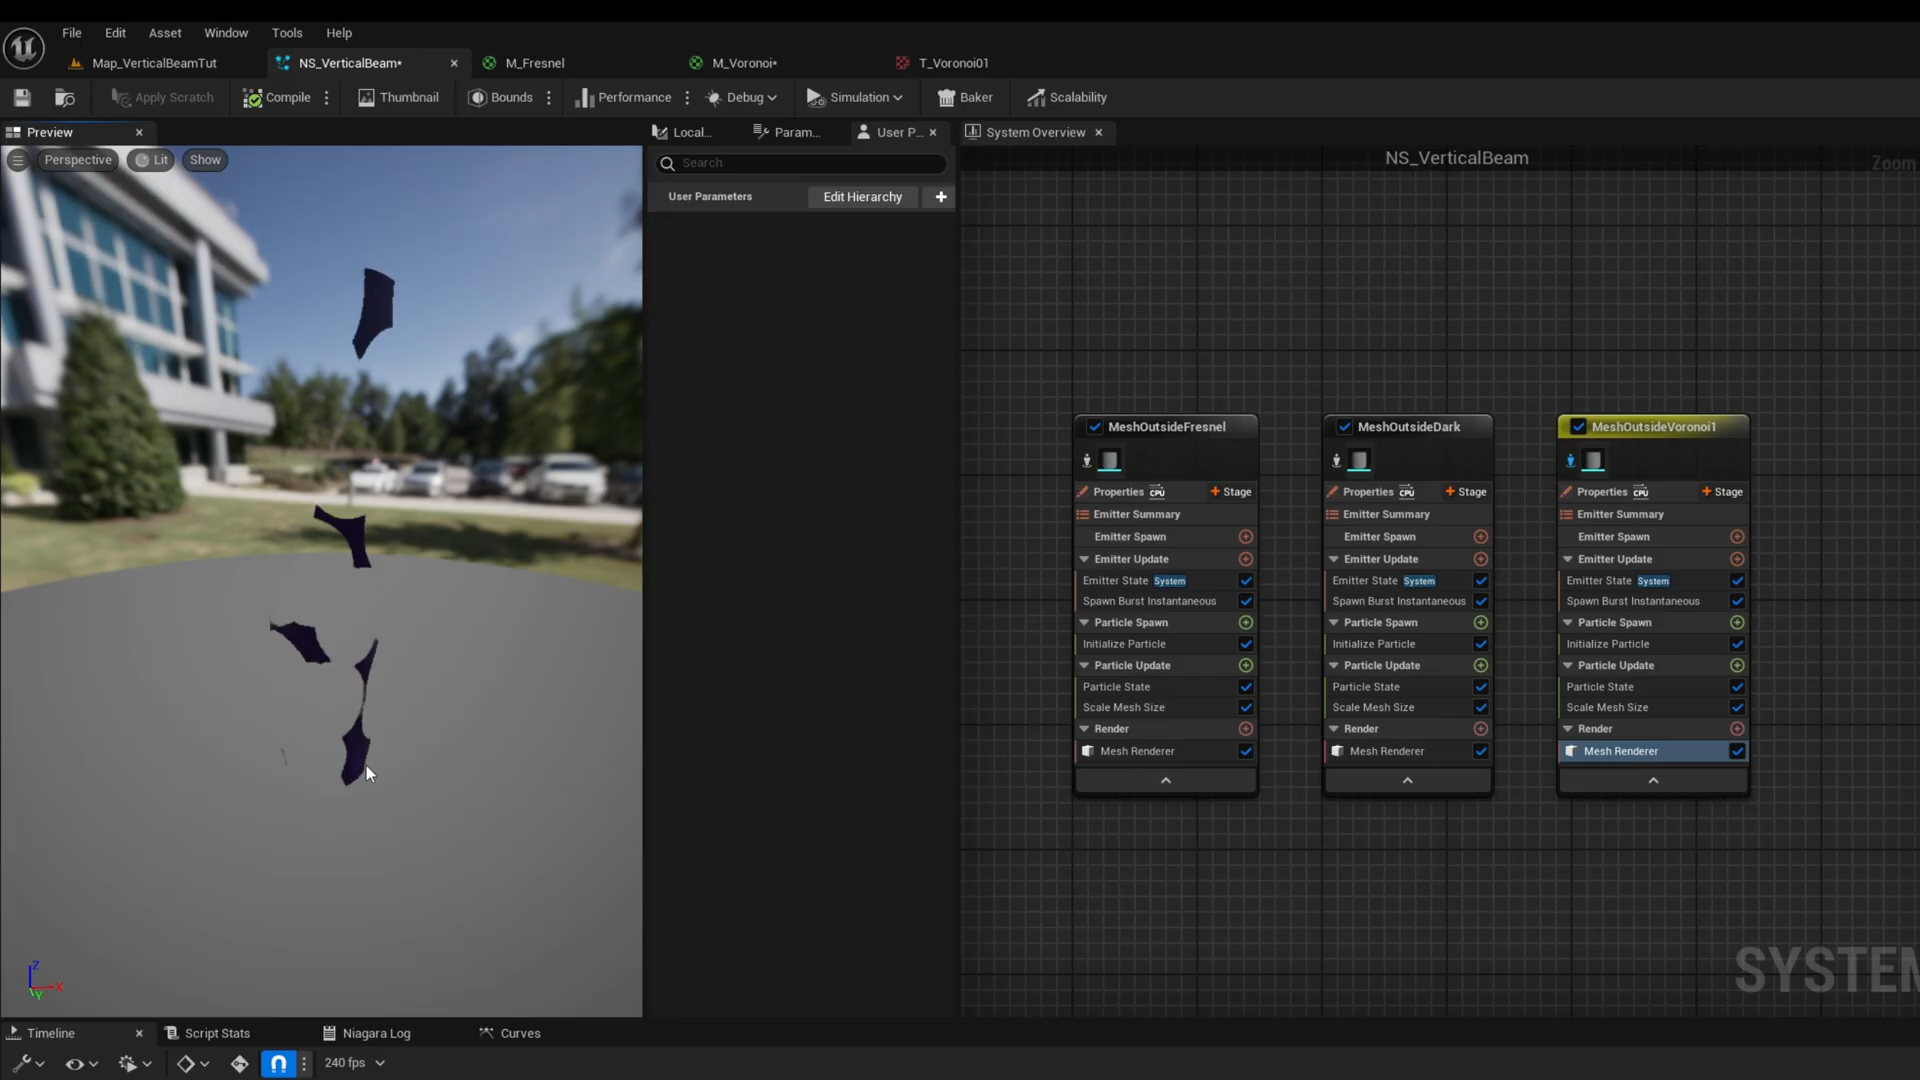 File Edit Asset Window Tools Help
Map_VerticalBeamTut NS_VerticalBeam* M_Fresnel M_Voronoi* T_Voronoi01
Apply Scratch Compile Thumbnail Bounds Performance Debug Simulation Baker Scalability
Preview Local... Param... User P... System Overview
Perspective Lit Show Search NS_VerticalBeam Zoom
User Parameters Edit Hierarchy
MeshOutsideFresnel MeshOutsideDark MeshOutsideVoronoi1
Properties CPU Stage Properties CPU Stage Properties CPU Stage
Emitter Summary Emitter Summary Emitter Summary
Emitter Spawn Emitter Spawn Emitter Spawn
Emitter Update Emitter Update Emitter Update
Emitter State System Emitter State System Emitter State System
Spawn Burst Instantaneous Spawn Burst Instantaneous Spawn Burst Instantaneous
Particle Spawn Particle Spawn Particle Spawn
Initialize Particle Initialize Particle Initialize Particle
Particle Update Particle Update Particle Update
Particle State Particle State Particle State
Scale Mesh Size Scale Mesh Size Scale Mesh Size
Render Render Render
Mesh Renderer Mesh Renderer Mesh Renderer
SYSTEM
Z
X
Y
Timeline Script Stats Niagara Log Curves
240 fps